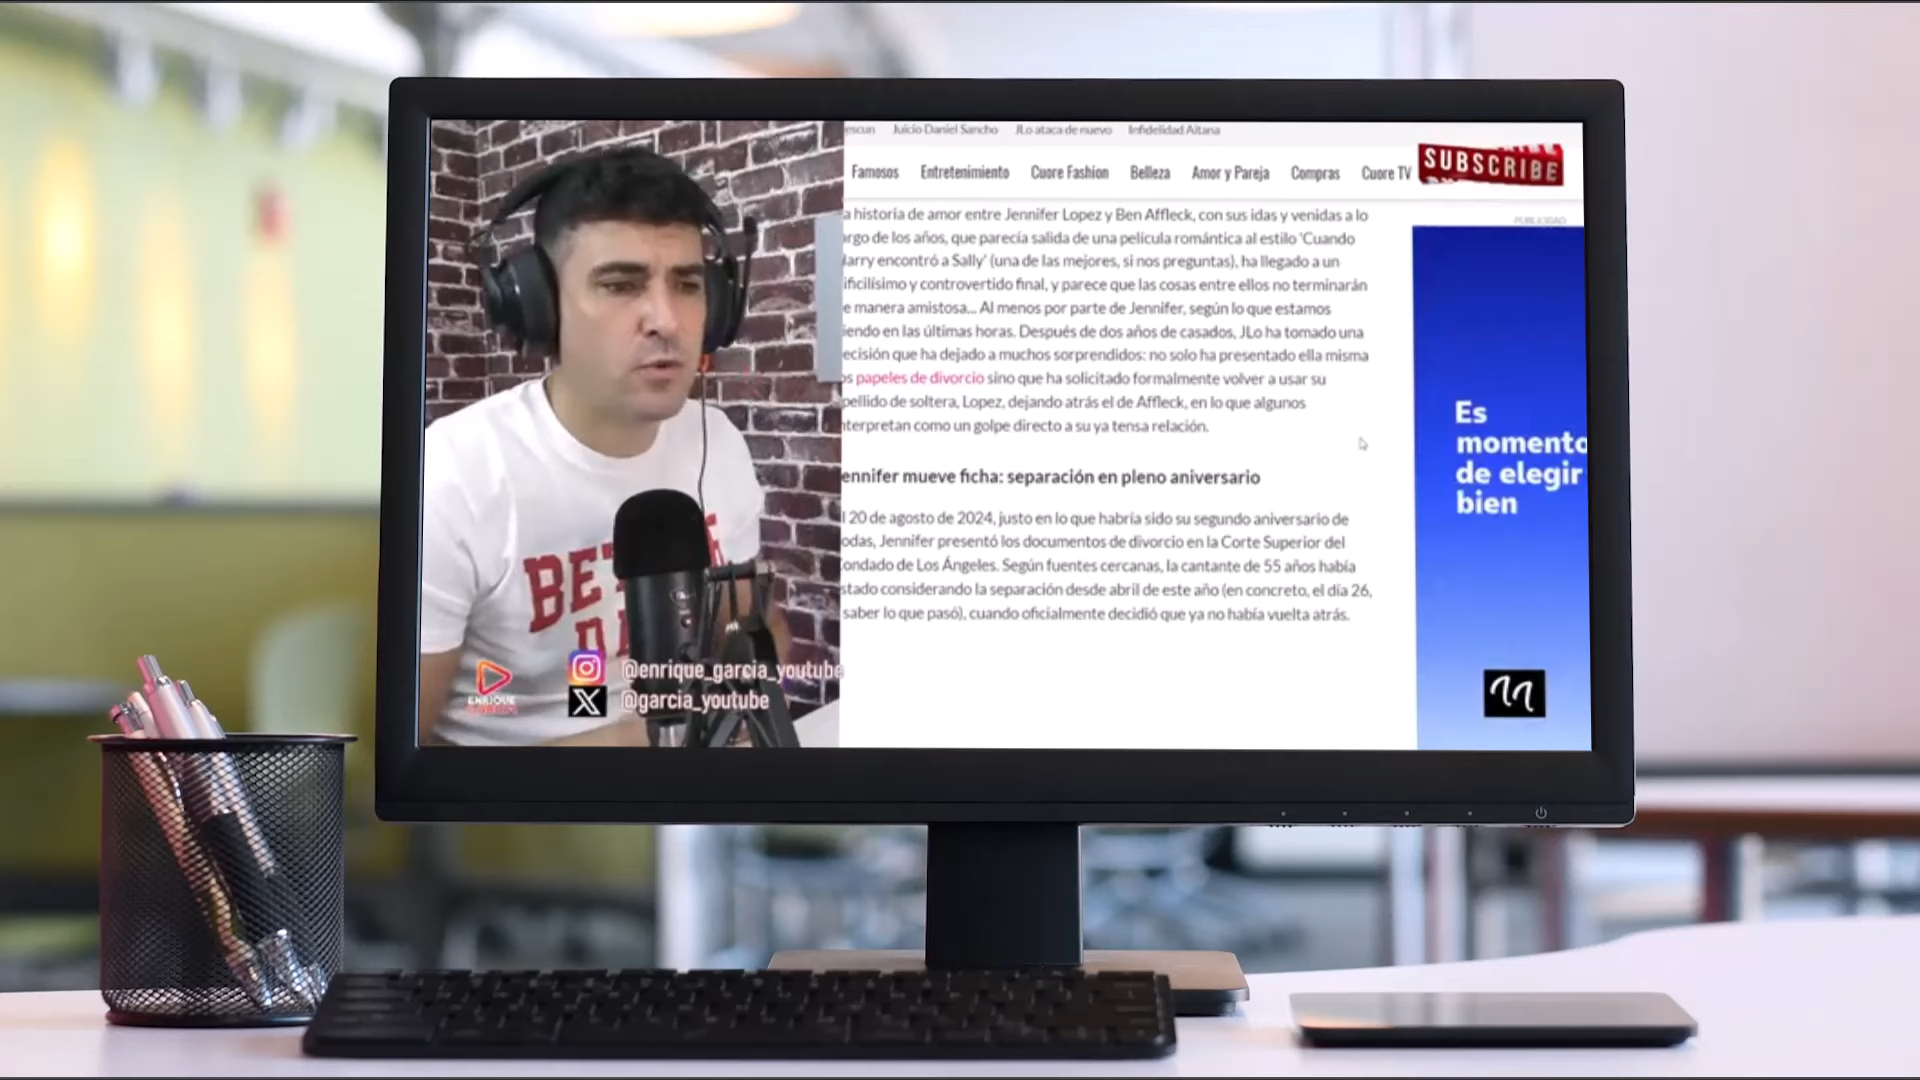 Juicio Daniel Sancho JLo ataca de nuevo Infidelidad Aitana
Famosos Entretenimiento Cuore Fashion Belleza Amor y Pareja Compras Cuore TV
SUBSCRIBE
PUBLICIDAD
a historia de amor entre Jennifer Lopez y Ben Affleck, con sus idas y venidas a lo
rgo de los años, que parecía salida de una película romántica al estilo 'Cuando
arry encontró a Sally' (una de las mejores, si nos preguntas), ha llegado a un
ificilísimo y controvertido final, y parece que las cosas entre ellos no terminarán
e manera amistosa... Al menos por parte de Jennifer, según lo que estamos
iendo en las últimas horas. Después de dos años de casados, JLo ha tomado una
ecisión que ha dejado a muchos sorprendidos: no solo ha presentado ella misma
os papeles de divorcio sino que ha solicitado formalmente volver a usar su
pellido de soltera, Lopez, dejando atrás el de Affleck, en lo que algunos
nterpretan como un golpe directo a su ya tensa relación.
ennifer mueve ficha: separación en pleno aniversario
l 20 de agosto de 2024, justo en lo que habría sido su segundo aniversario de
odas, Jennifer presentó los documentos de divorcio en la Corte Superior del
ondado de Los Ángeles. Según fuentes cercanas, la cantante de 55 años había
stado considerando la separación desde abril de este año (en concreto, el día 26,
saber lo que pasó), cuando oficialmente decidió que ya no había vuelta atrás.
Es
momento
de elegir
bien
ENRIQUE
@enrique_garcia_youtube
@garcia_youtube